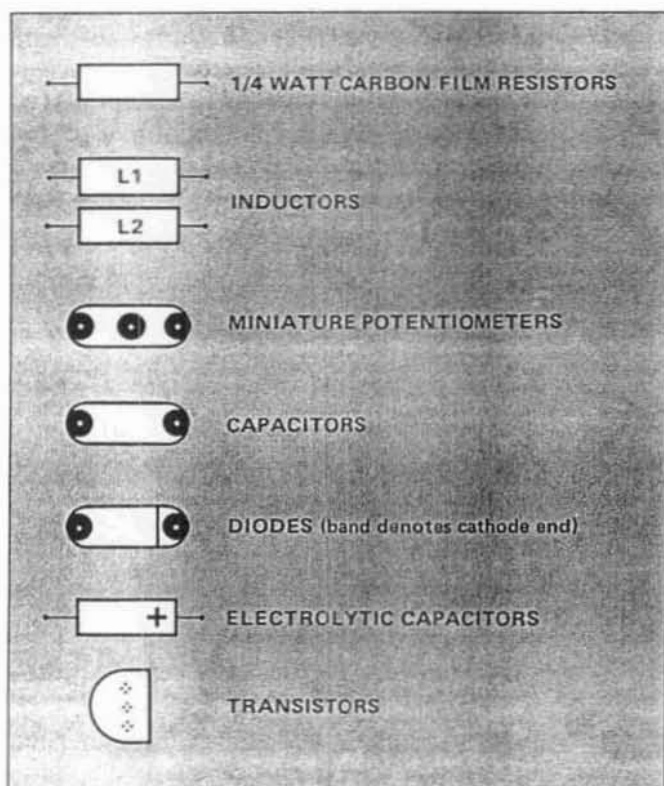 1/4 WATT CARBON FILM RESISTORS
L1
INDUCTORS
L2
MINIATURE POTENTIOMETERS
CAPACITORS
DIODES (band denotes cathode end)
+
ELECTROLYTIC CAPACITORS
TRANSISTORS